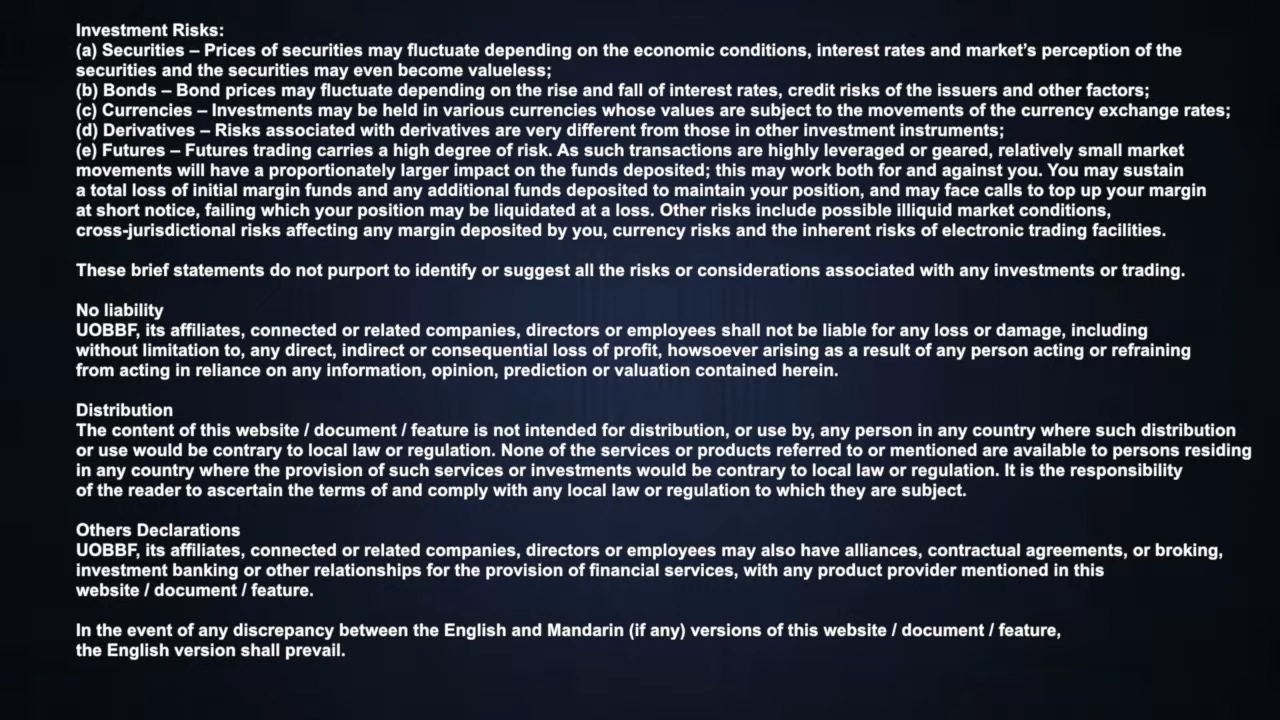 Investment Risks:
(a) Securities – Prices of securities may fluctuate depending on the economic conditions, interest rates and market’s perception of the
securities and the securities may even become valueless;
(b) Bonds – Bond prices may fluctuate depending on the rise and fall of interest rates, credit risks of the issuers and other factors;
(c) Currencies – Investments may be held in various currencies whose values are subject to the movements of the currency exchange rates;
(d) Derivatives – Risks associated with derivatives are very different from those in other investment instruments;
(e) Futures – Futures trading carries a high degree of risk. As such transactions are highly leveraged or geared, relatively small market
movements will have a proportionately larger impact on the funds deposited; this may work both for and against you. You may sustain
a total loss of initial margin funds and any additional funds deposited to maintain your position, and may face calls to top up your margin
at short notice, failing which your position may be liquidated at a loss. Other risks include possible illiquid market conditions,
cross-jurisdictional risks affecting any margin deposited by you, currency risks and the inherent risks of electronic trading facilities.
These brief statements do not purport to identify or suggest all the risks or considerations associated with any investments or trading.
No liability
UOBBF, its affiliates, connected or related companies, directors or employees shall not be liable for any loss or damage, including
without limitation to, any direct, indirect or consequential loss of profit, howsoever arising as a result of any person acting or refraining
from acting in reliance on any information, opinion, prediction or valuation contained herein.
Distribution
The content of this website / document / feature is not intended for distribution, or use by, any person in any country where such distribution
or use would be contrary to local law or regulation. None of the services or products referred to or mentioned are available to persons residing
in any country where the provision of such services or investments would be contrary to local law or regulation. It is the responsibility
of the reader to ascertain the terms of and comply with any local law or regulation to which they are subject.
Others Declarations
UOBBF, its affiliates, connected or related companies, directors or employees may also have alliances, contractual agreements, or broking,
investment banking or other relationships for the provision of financial services, with any product provider mentioned in this
website / document / feature.
In the event of any discrepancy between the English and Mandarin (if any) versions of this website / document / feature,
the English version shall prevail.